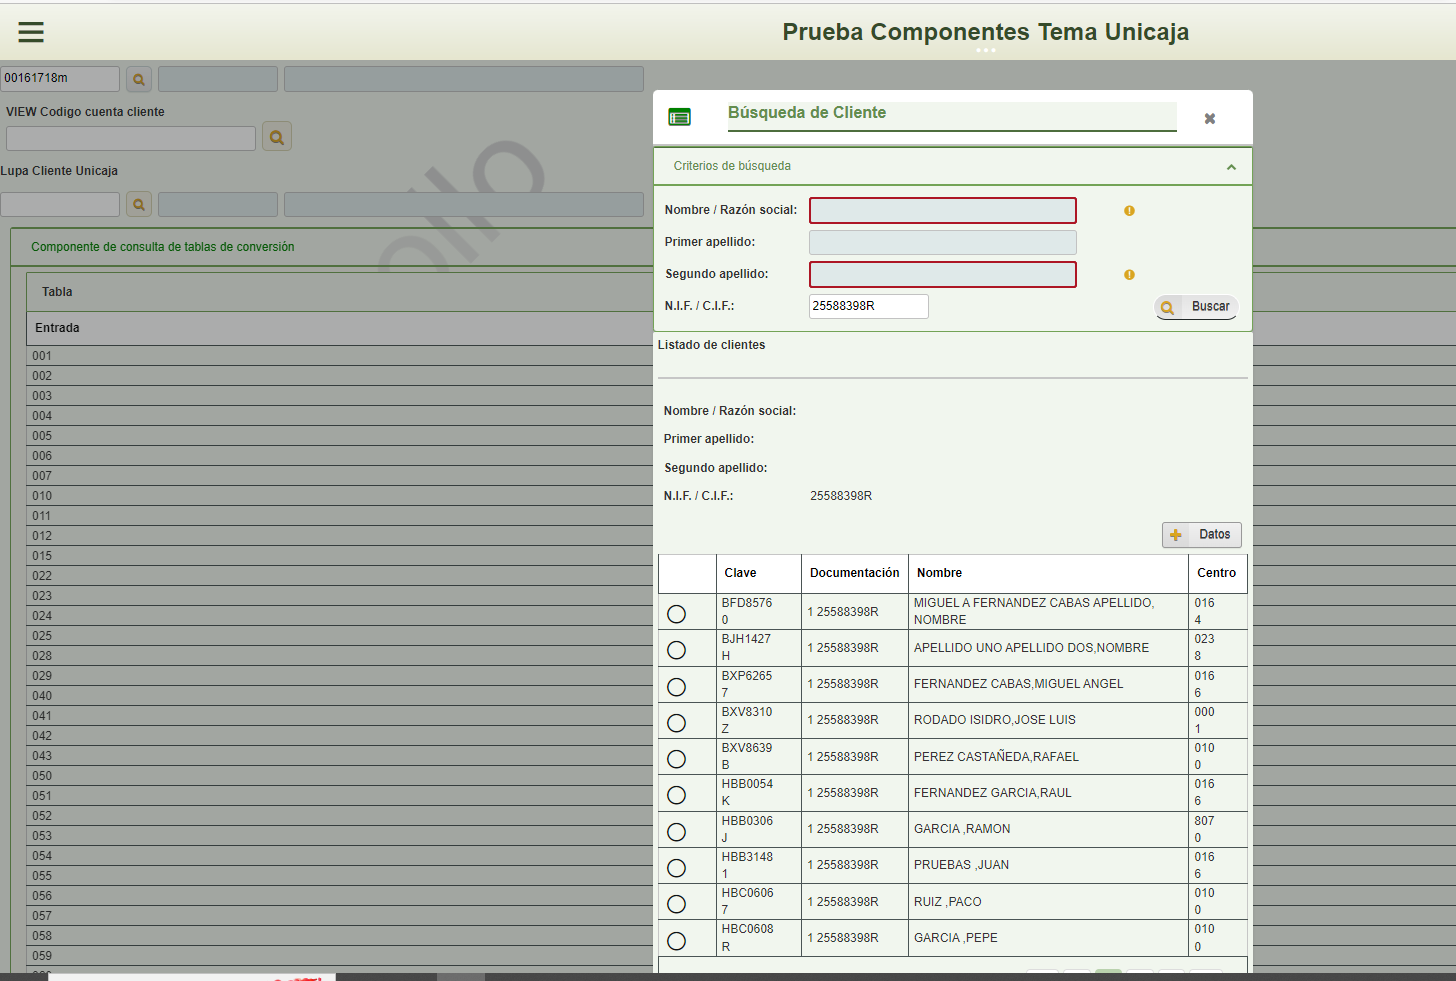 Prueba Componentes Tema Unicaja
00161718m
VIEW Codigo cuenta cliente
Lupa Cliente Unicaja
Componente de consulta de tablas de conversión
Tabla
Entrada
001
002
003
004
005
006
007
010
011
012
015
022
023
024
025
028
029
040
041
042
043
050
051
052
053
054
055
056
057
058
059
Búsqueda de Cliente
Criterios de búsqueda
Nombre / Razón social:
Primer apellido:
Segundo apellido:
N.I.F. / C.I.F.: 25588398R Buscar
Listado de clientes
Nombre / Razón social:
Primer apellido:
Segundo apellido:
N.I.F. / C.I.F.: 25588398R
Datos
Clave Documentación Nombre Centro
BFD8576 0 1 25588398R MIGUEL A FERNANDEZ CABAS APELLIDO, NOMBRE 016 4
BJH1427 H 1 25588398R APELLIDO UNO APELLIDO DOS,NOMBRE 023 8
BXP6265 7 1 25588398R FERNANDEZ CABAS,MIGUEL ANGEL 016 6
BXV8310 Z 1 25588398R RODADO ISIDRO,JOSE LUIS 000 1
BXV8639 B 1 25588398R PEREZ CASTAÑEDA,RAFAEL 010 0
HBB0054 K 1 25588398R FERNANDEZ GARCIA,RAUL 016 6
HBB0306 J 1 25588398R GARCIA ,RAMON 807 0
HBB3148 1 1 25588398R PRUEBAS ,JUAN 016 6
HBC0606 7 1 25588398R RUIZ ,PACO 010 0
HBC0608 R 1 25588398R GARCIA ,PEPE 010 0